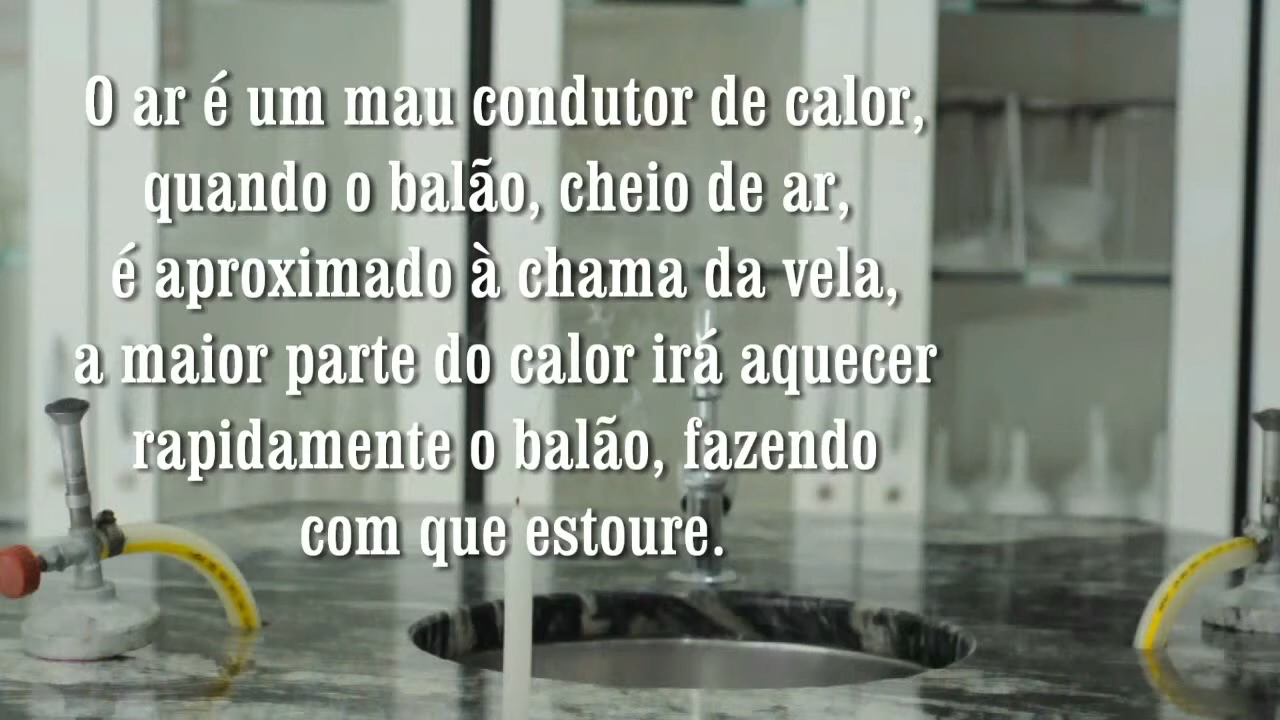 O ar é um mau condutor de calor,
quando o balão, cheio de ar,
é aproximado à chama da vela,
a maior parte do calor irá aquecer
rapidamente o balão, fazendo
com que estoure.